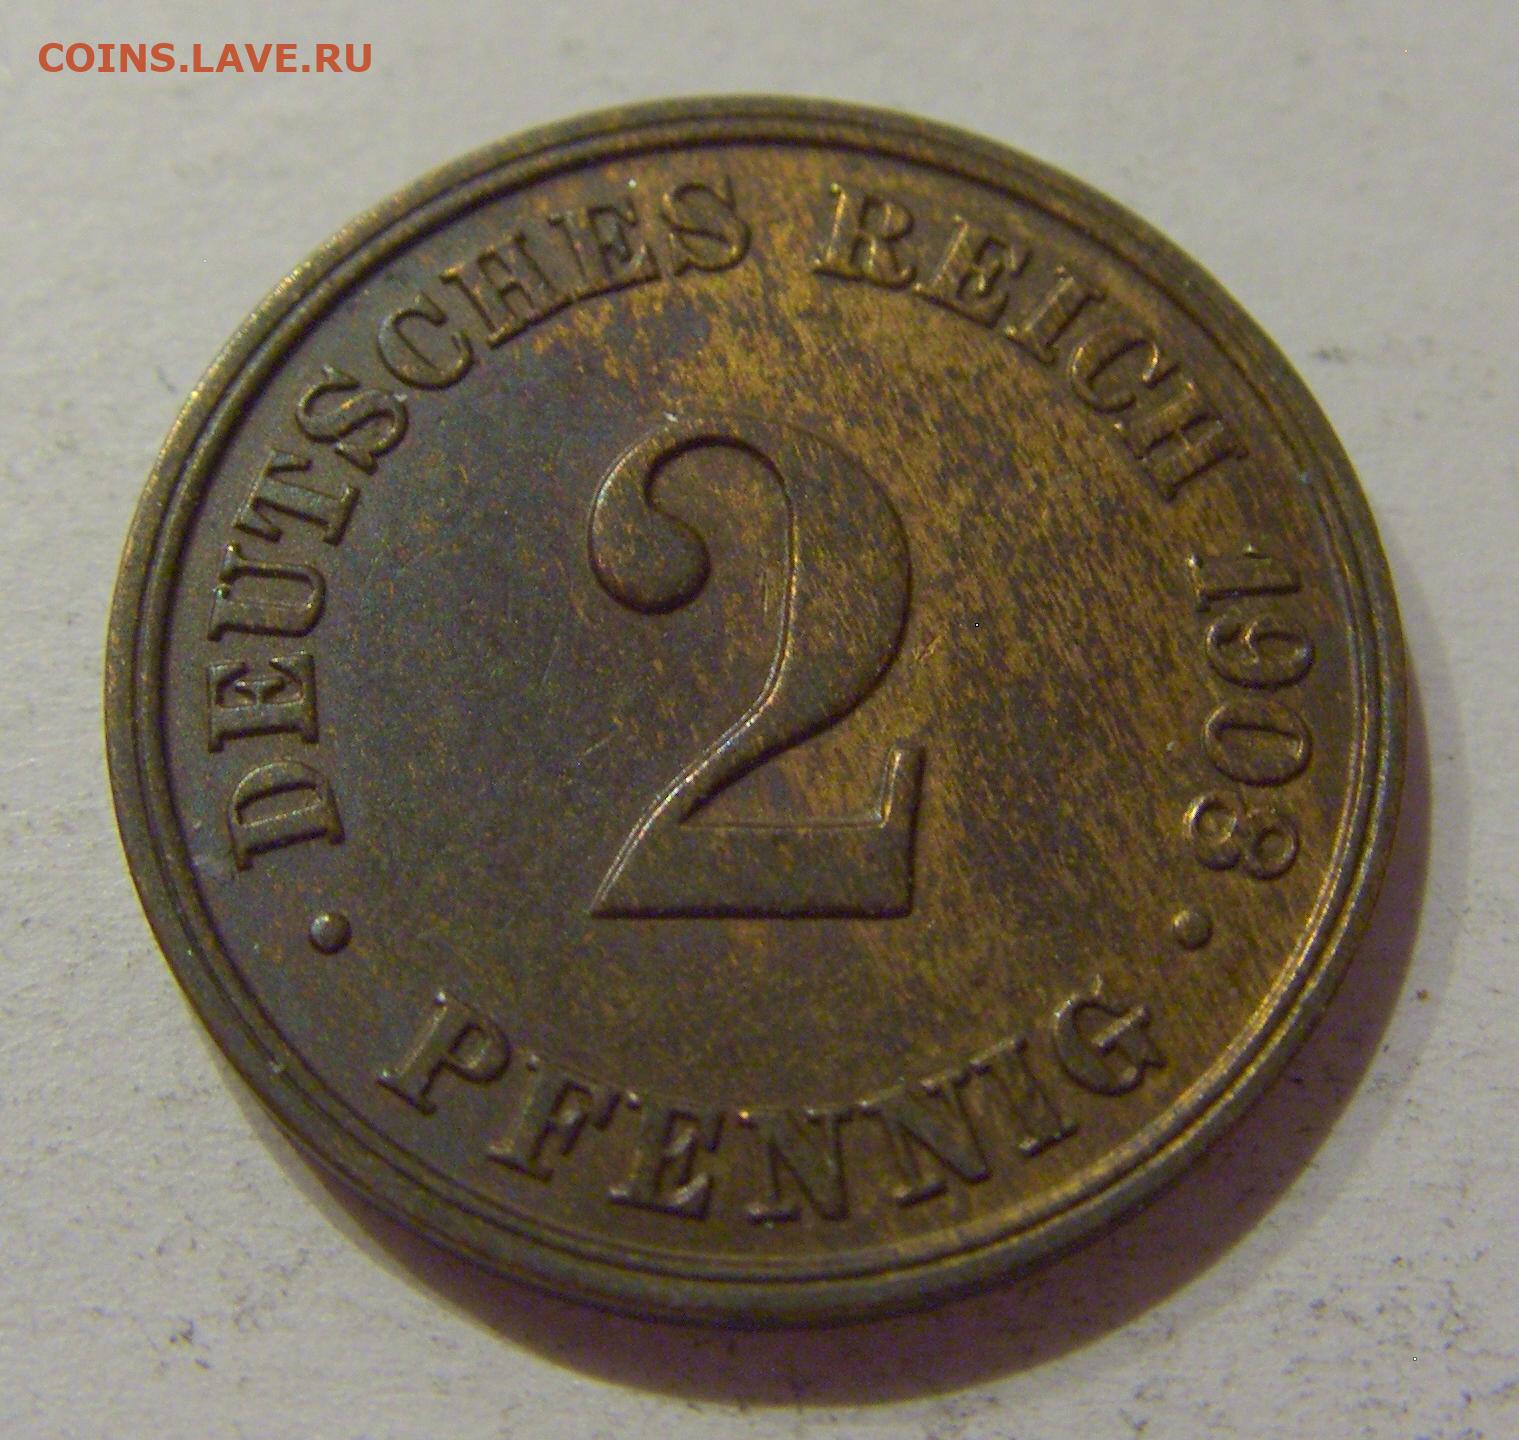 COINS.LAVE.RU
DEUTSCHES REICH 1908
2
• PFENNIG •